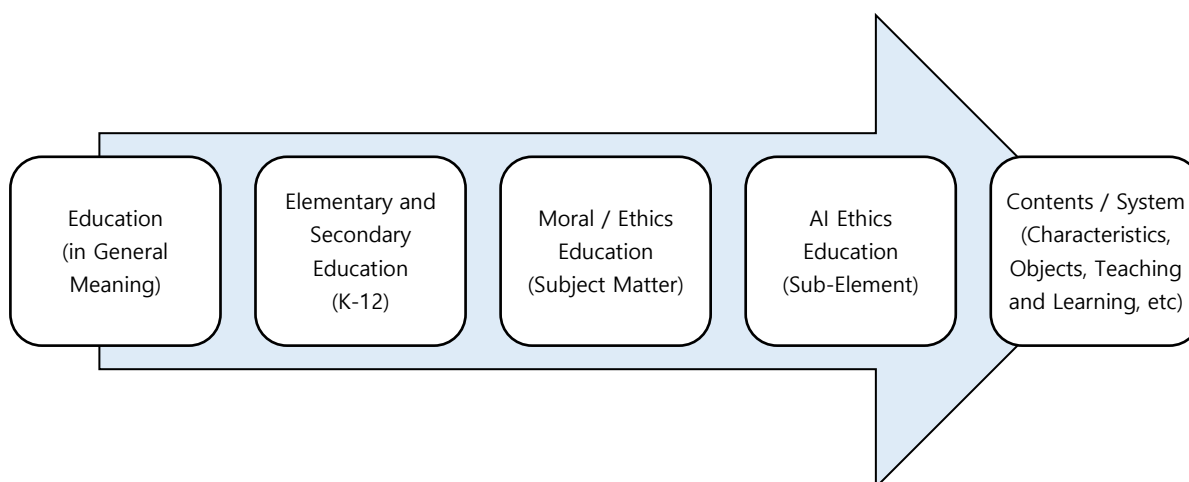 Education
(in General
Meaning)
Elementary and
Secondary
Education
(K-12)
Moral / Ethics
Education
(Subject Matter)
AI Ethics
Education
(Sub-Element)
Contents / System
(Characteristics,
Objects, Teaching
and Learning, etc)